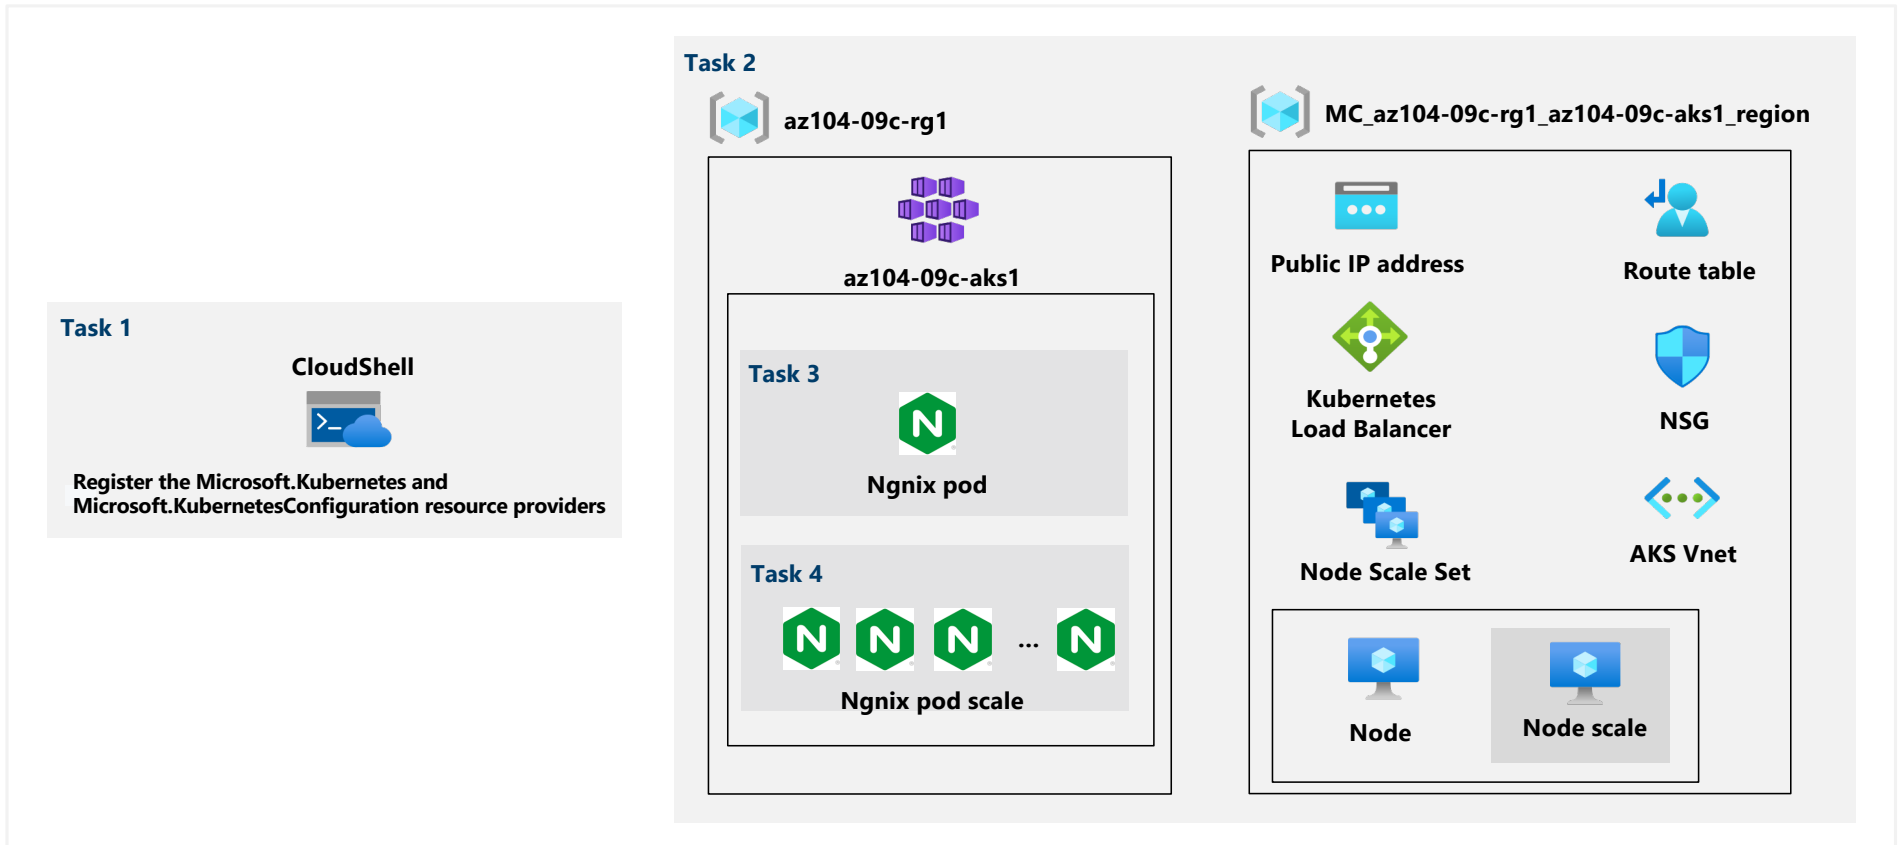 Task 1
CloudShell
Register the Microsoft.Kubernetes and
Microsoft.KubernetesConfiguration resource providers
Task 2
az104-09c-rg1
az104-09c-aks1
Task 3
N
Ngnix pod
Task 4
N N N ... N
Ngnix pod scale
MC_az104-09c-rg1_az104-09c-aks1_region
Public IP address
Route table
Kubernetes
Load Balancer
NSG
Node Scale Set
AKS Vnet
Node
Node scale